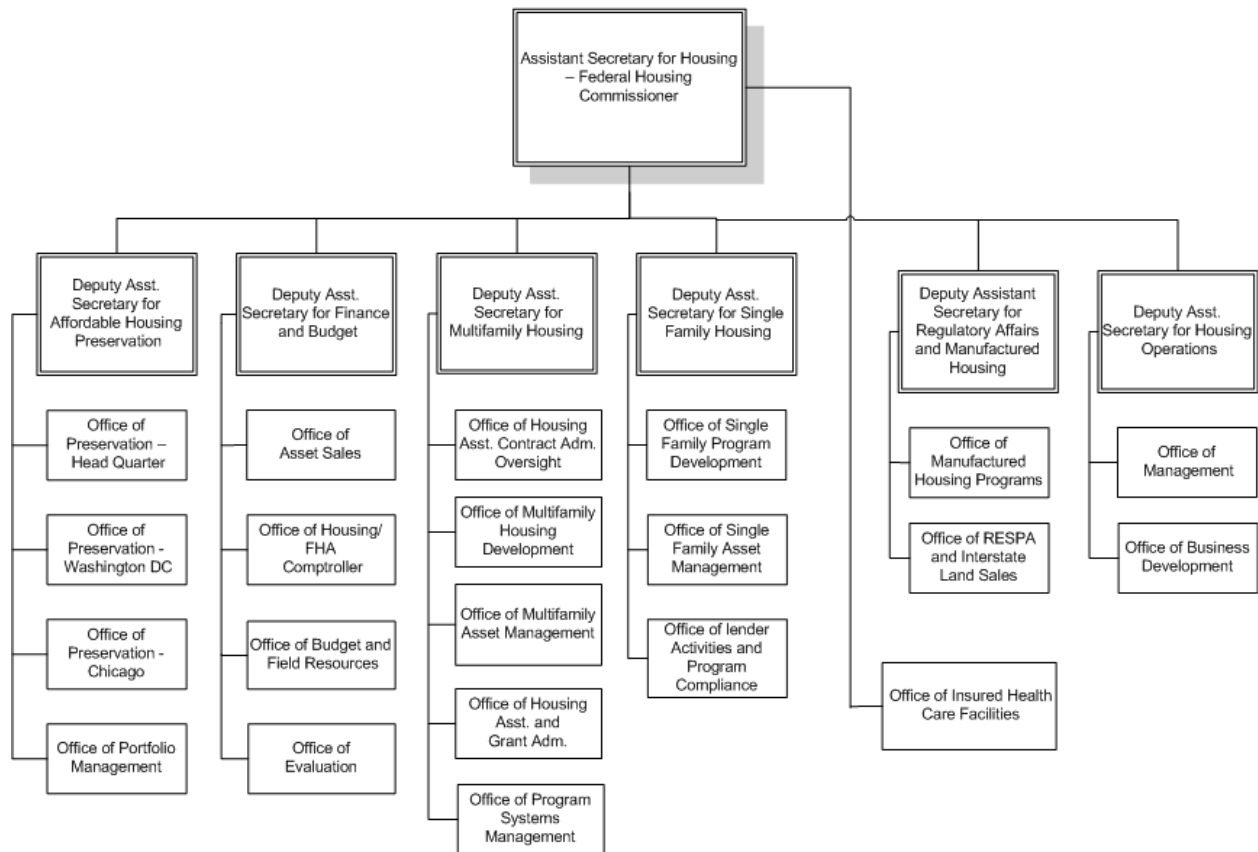 Assistant Secretary for Housing
– Federal Housing
Commissioner
Deputy Asst.
Secretary for
Affordable Housing
Preservation
Deputy Asst.
Secretary for Finance
and Budget
Deputy Asst.
Secretary for
Multifamily Housing
Deputy Asst.
Secretary for Single
Family Housing
Deputy Assistant
Secretary for
Regulatory Affairs
and Manufactured
Housing
Deputy Asst.
Secretary for Housing
Operations
Office of
Preservation –
Head Quarter
Office of
Preservation -
Washington DC
Office of
Preservation -
Chicago
Office of Portfolio
Management
Office of
Asset Sales
Office of Housing/
FHA
Comptroller
Office of Budget and
Field Resources
Office of
Evaluation
Office of Housing
Asst. Contract Adm.
Oversight
Office of Multifamily
Housing
Development
Office of Multifamily
Asset Management
Office of Housing
Asst. and
Grant Adm.
Office of Program
Systems
Management
Office of Single
Family Program
Development
Office of Single
Family Asset
Management
Office of lender
Activities and
Program
Compliance
Office of
Manufactured
Housing Programs
Office of RESPA
and Interstate
Land Sales
Office of
Management
Office of Business
Development
Office of Insured Health
Care Facilities